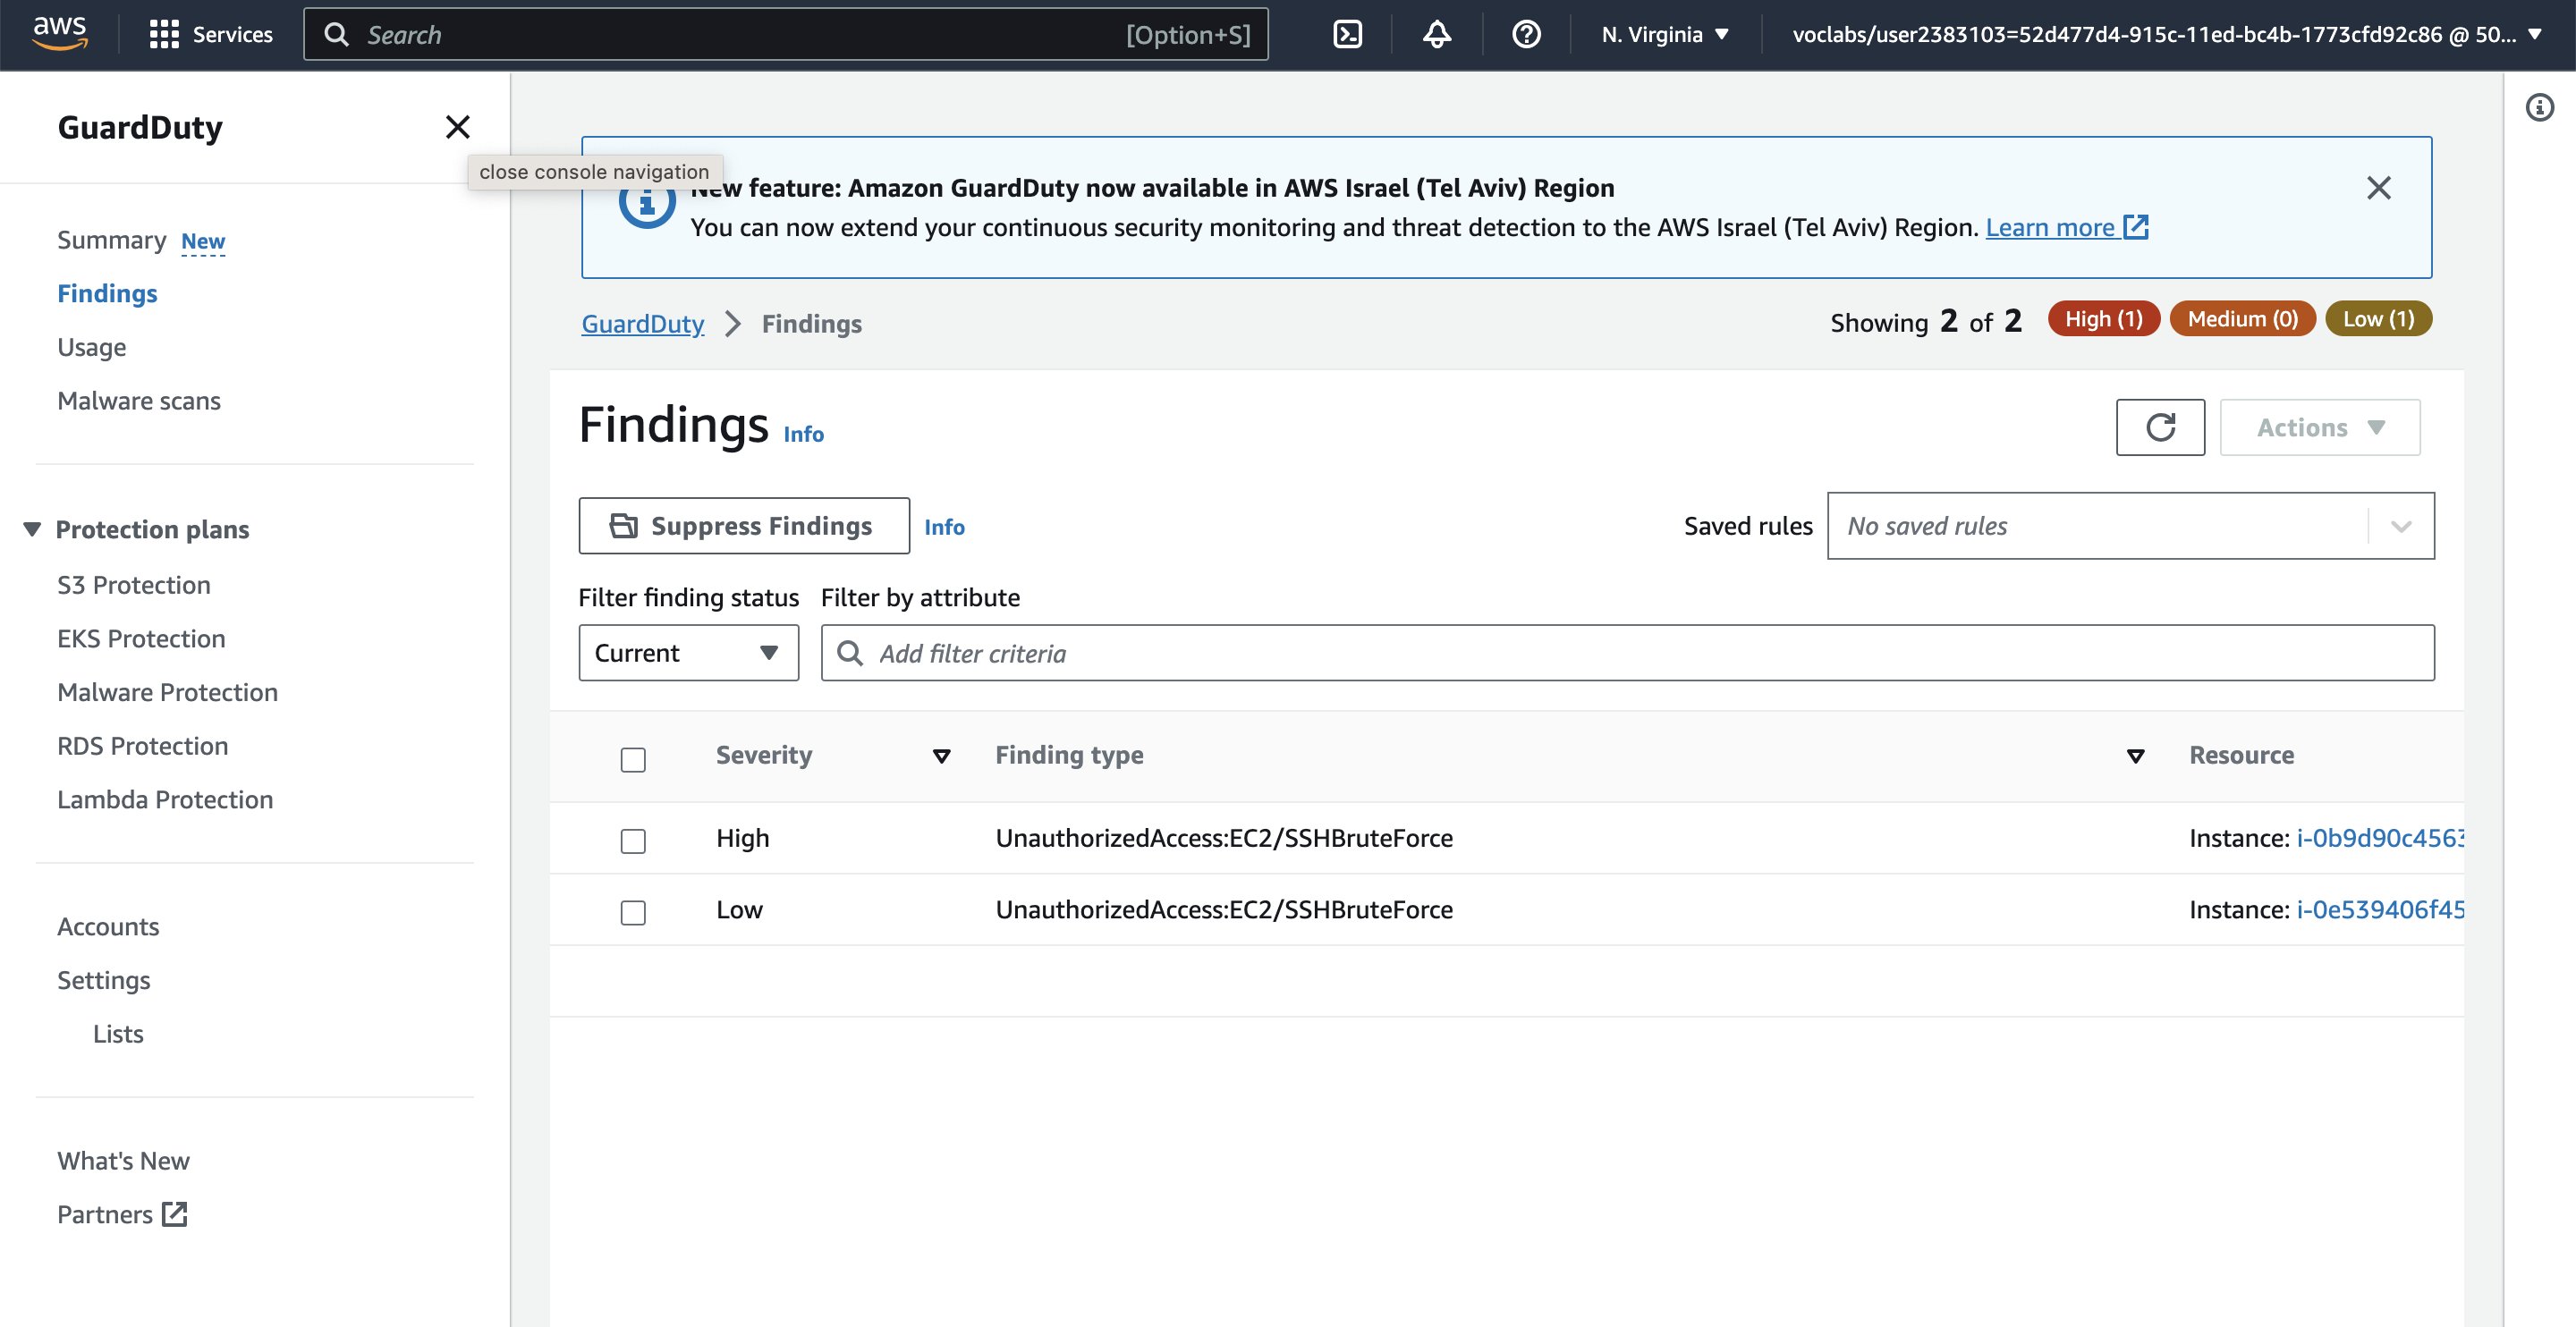 aws
Services
Search
[Option+S]
N. Virginia
voclabs/user2383103=52d477d4-915c-11ed-bc4b-1773cfd92c86 @ 50...
GuardDuty
close console navigation
Summary New
Findings
Usage
Malware scans
Protection plans
S3 Protection
EKS Protection
Malware Protection
RDS Protection
Lambda Protection
Accounts
Settings
Lists
What's New
Partners
New feature: Amazon GuardDuty now available in AWS Israel (Tel Aviv) Region
You can now extend your continuous security monitoring and threat detection to the AWS Israel (Tel Aviv) Region. Learn more
GuardDuty Findings
Showing 2 of 2 High (1) Medium (0) Low (1)
Findings Info
Actions
Suppress Findings Info
Saved rules No saved rules
Filter finding status Filter by attribute
Current Add filter criteria
Severity Finding type Resource
High UnauthorizedAccess:EC2/SSHBruteForce Instance: i-0b9d90c4563
Low UnauthorizedAccess:EC2/SSHBruteForce Instance: i-0e539406f45